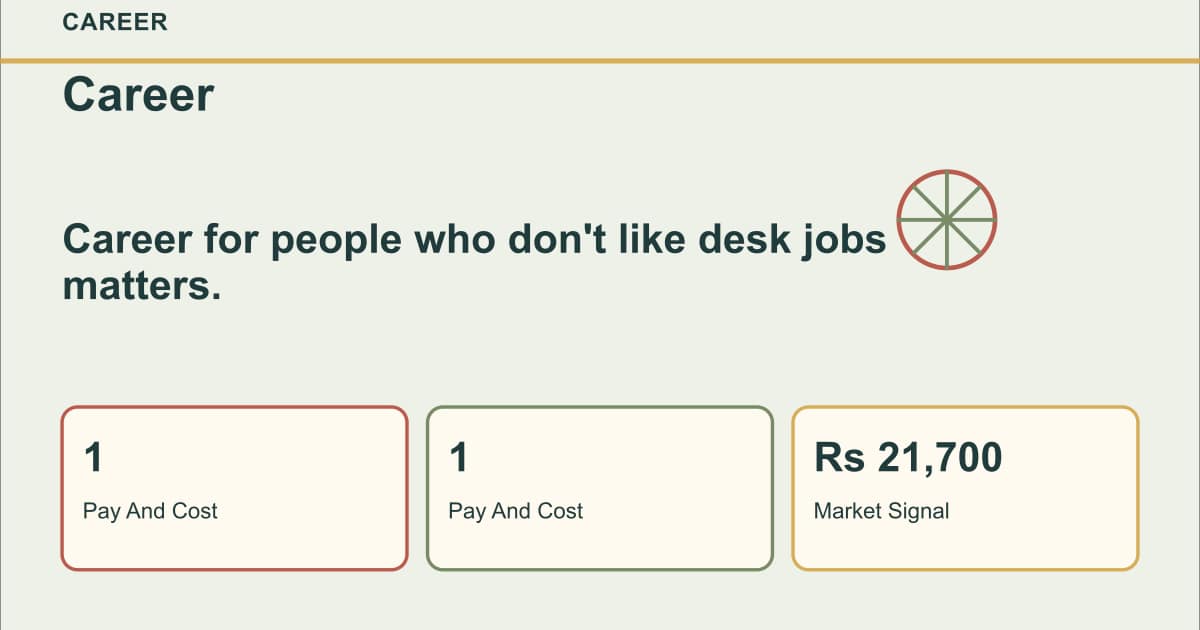 CAREER
Career
Career for people who don't like desk jobs
matters.
1
Pay And Cost
1
Pay And Cost
Rs 21,700
Market Signal